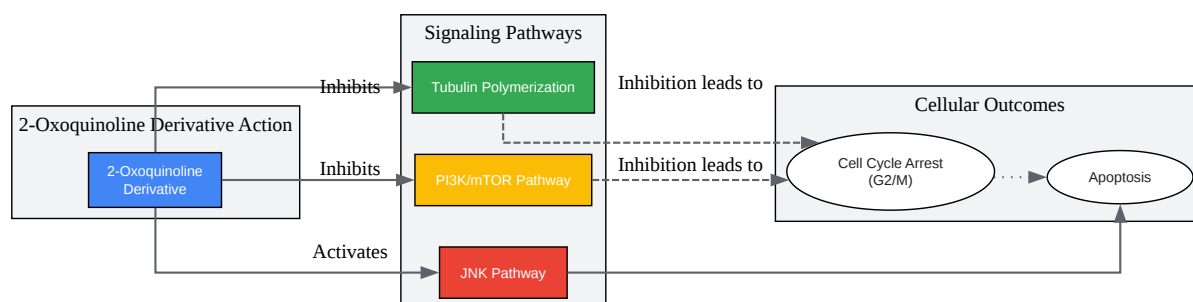 Signaling Pathways
Inhibits
Tubulin Polymerization
Inhibition leads to
2-Oxoquinoline Derivative Action
Cellular Outcomes
2-Oxoquinoline
Derivative
Inhibits
PI3K/mTOR Pathway
Inhibition leads to
Cell Cycle Arrest
(G2/M)
Apoptosis
Activates
JNK Pathway